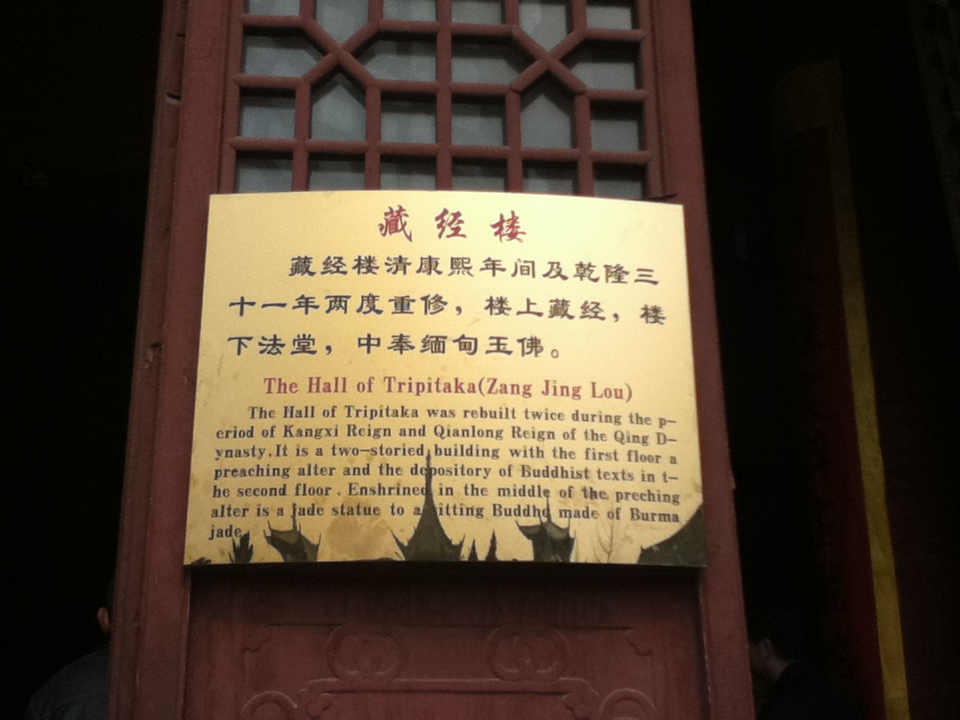 藏经楼
藏经楼清康熙年间及乾隆三
十一年两度重修，楼上藏经，楼
下法堂，中奉缅甸玉佛。
The Hall of Tripitaka(Zang Jing Lou)
The Hall of Tripitaka was rebuilt twice during the p-
eriod of Kangxi Reign and Qianlong Reign of the Qing D-
ynasty.It is a two-storied building with the first floor a
preaching alter and the depository of Buddhist texts in t-
he second floor. Enshrined in the middle of the preching
alter is a jade statue to a sitting Buddha made of Burma
jade